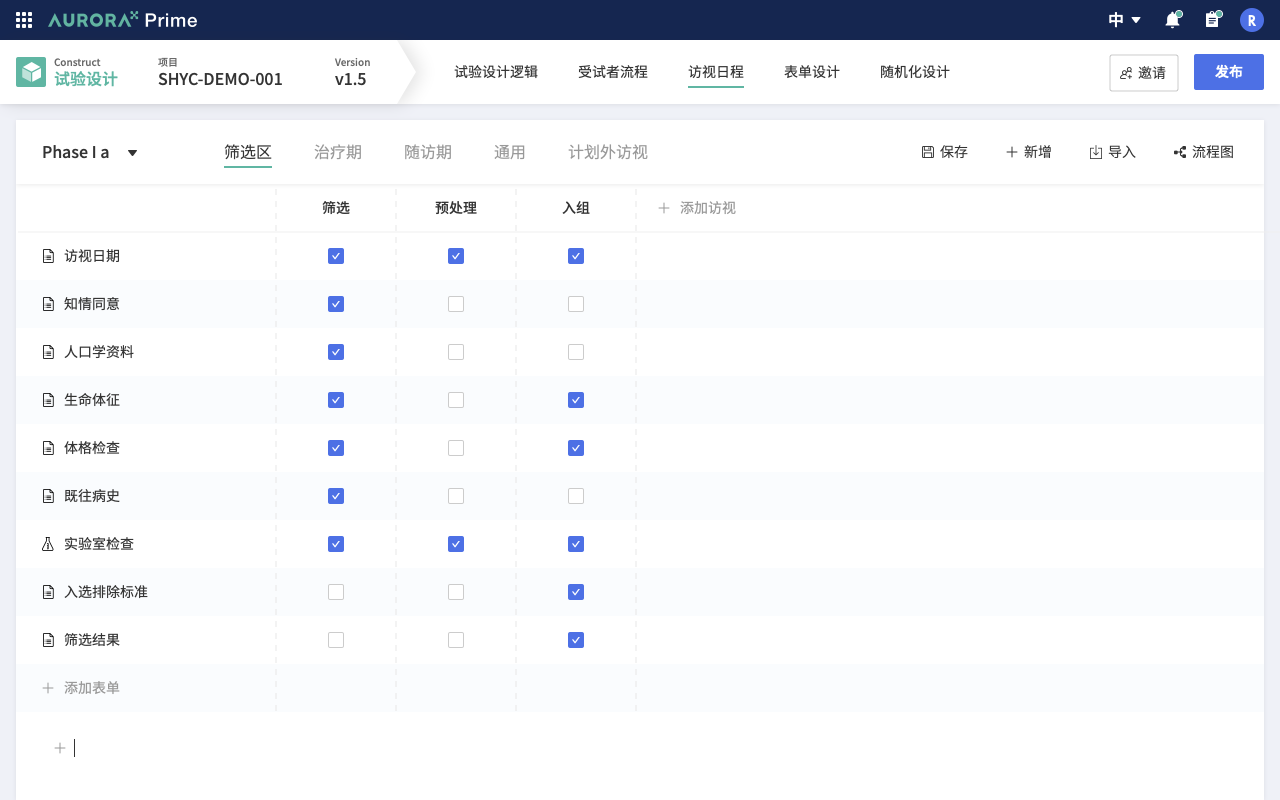 AURORA Prime
中
R
Construct
试验设计
项目
SHYC-DEMO-001
Version
v1.5
试验设计逻辑
受试者流程
访视日程
表单设计
随机化设计
邀请
发布
Phase I a
筛选区
治疗期
随访期
通用
计划外访视
保存
新增
导入
流程图
筛选
预处理
入组
添加访视
访视日期
知情同意
人口学资料
生命体征
体格检查
既往病史
实验室检查
入选排除标准
筛选结果
添加表单